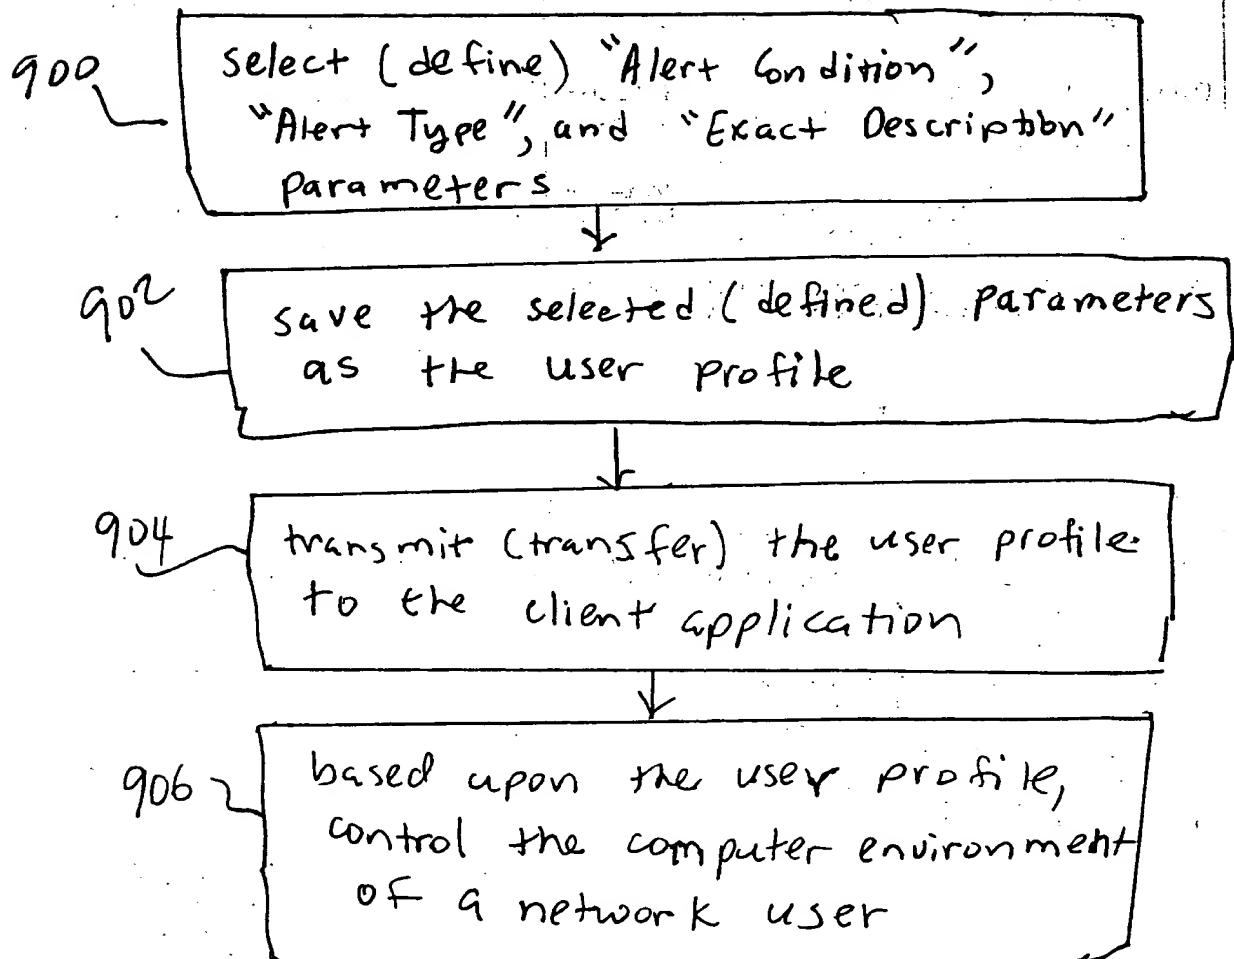 900
select (define) "Alert Condition",
"Alert Type", and "Exact Description"
parameters
902
save the selected (defined) parameters
as the user profile
904
transmit (transfer) the user profile
to the client application
906
based upon the user profile,
control the computer environment
of a network user